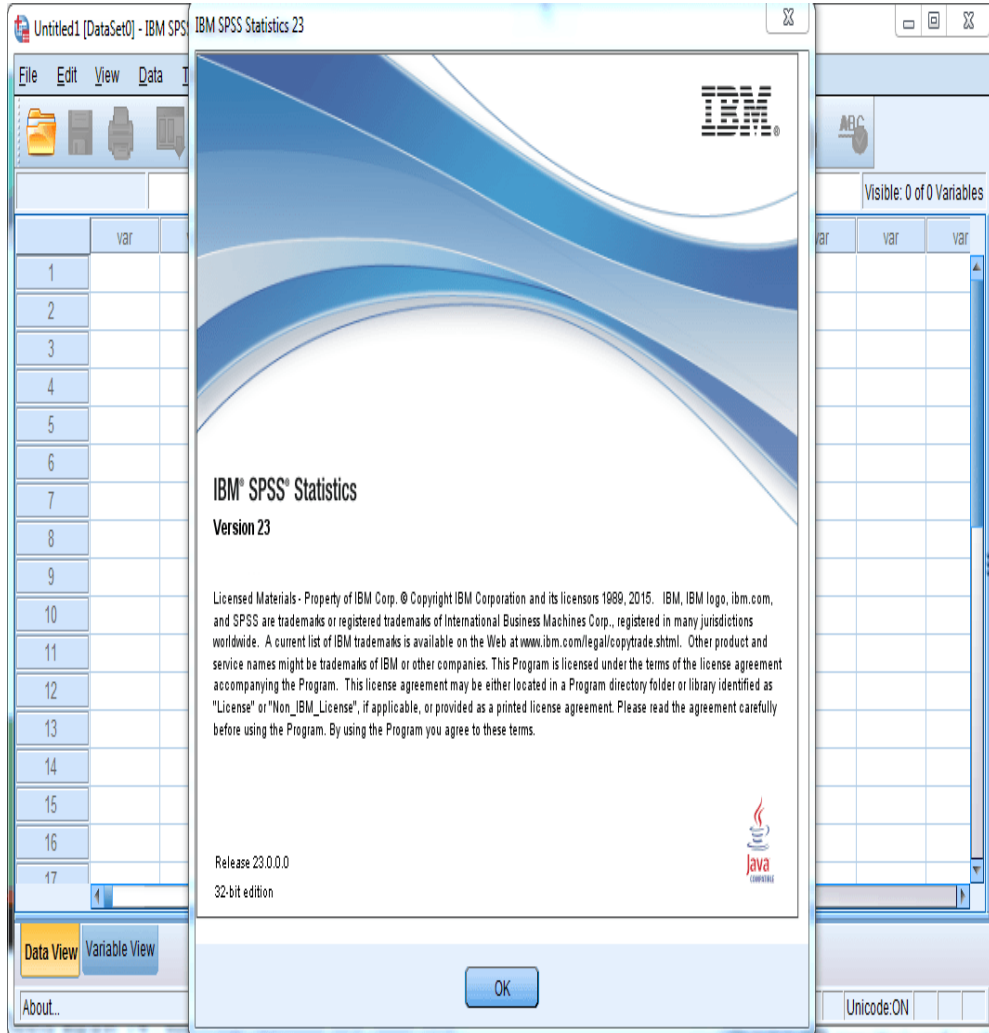 Untitled1 [DataSet0] - IBM SPS
IBM SPSS Statistics 23
File Edit View Data T
IBM®
ABC
Visible: 0 of 0 Variables
var var var var
1
2
3
4
5
6
7
8
9
10
11
12
13
14
15
16
17
IBM® SPSS® Statistics
Version 23
Licensed Materials - Property of IBM Corp. © Copyright IBM Corporation and its licensors 1989, 2015. IBM, IBM logo, ibm.com,
and SPSS are trademarks or registered trademarks of International Business Machines Corp., registered in many jurisdictions
worldwide. A current list of IBM trademarks is available on the Web at www.ibm.com/legal/copytrade.shtml. Other product and
service names might be trademarks of IBM or other companies. This Program is licensed under the terms of the license agreement
accompanying the Program. This license agreement may be either located in a Program directory folder or library identified as
"License" or "Non_IBM_License", if applicable, or provided as a printed license agreement. Please read the agreement carefully
before using the Program. By using the Program you agree to these terms.
Release 23.0.0.0
32-bit edition
Java
COMPATIBLE
Data View Variable View
OK
About... Unicode:ON